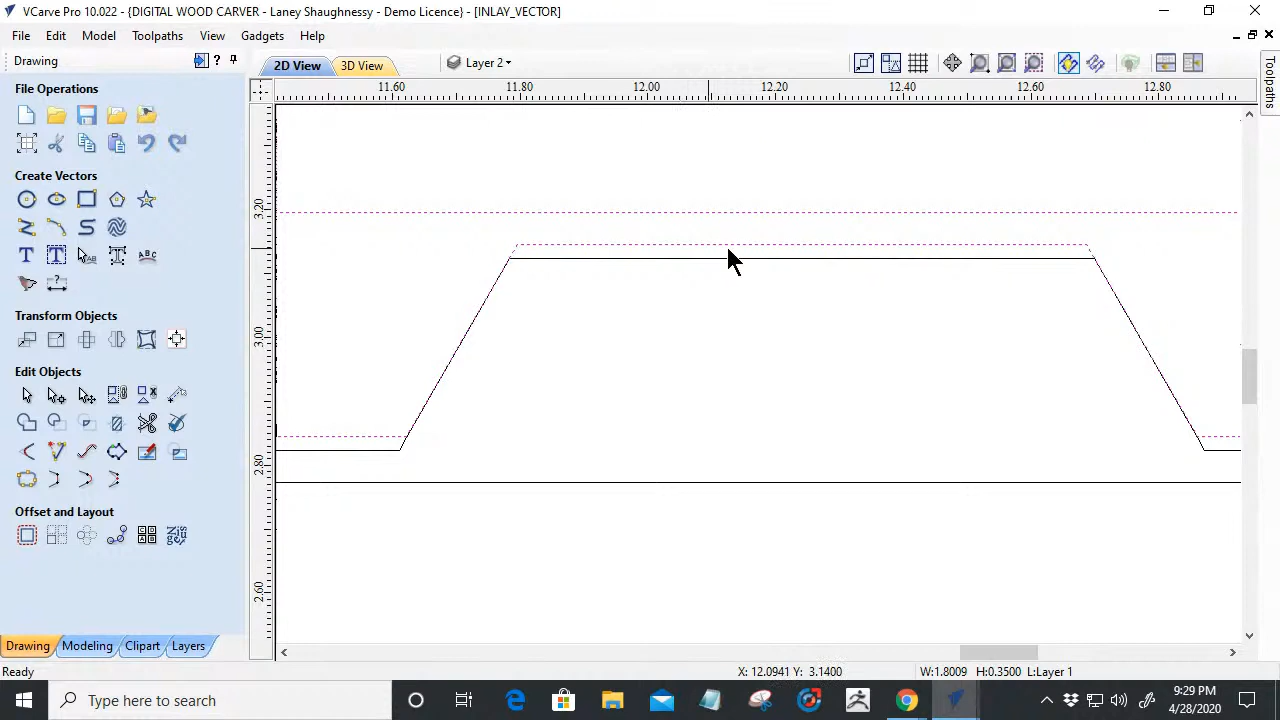 VCarve Pro 10.022 - {DIGITAL WOOD CARVER - Laney Shaughnessy - Demo Licence} - [INLAY_VECTOR]
File Edit Model Toolpaths View Gadgets Help
Drawing ?
2D View 3D View Layer 2
File Operations
11.60 11.80 12.00 12.20 12.40 12.60 12.80
Toolpaths
Create Vectors
3.20
T T T ABC
AB
Transform Objects
3.00
Edit Objects
2.80
Offset and Layout
2.60
Drawing Modeling Clipart Layers
Ready X: 12.0941 Y: 3.1400 W:1.8009 H:0.3500 L:Layer 1
Type here to search
9:29 PM
4/28/2020